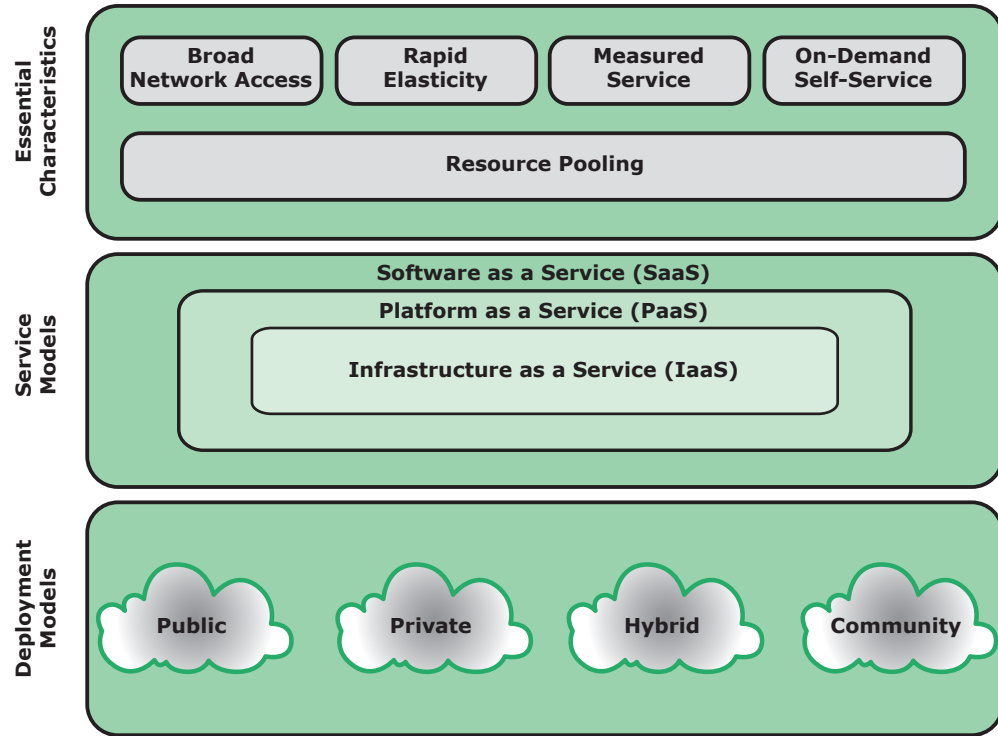 Essential
Characteristics
Broad
Network Access
Rapid
Elasticity
Measured
Service
On-Demand
Self-Service
Resource Pooling
Service
Models
Software as a Service (SaaS)
Platform as a Service (PaaS)
Infrastructure as a Service (IaaS)
Deployment
Models
Public
Private
Hybrid
Community